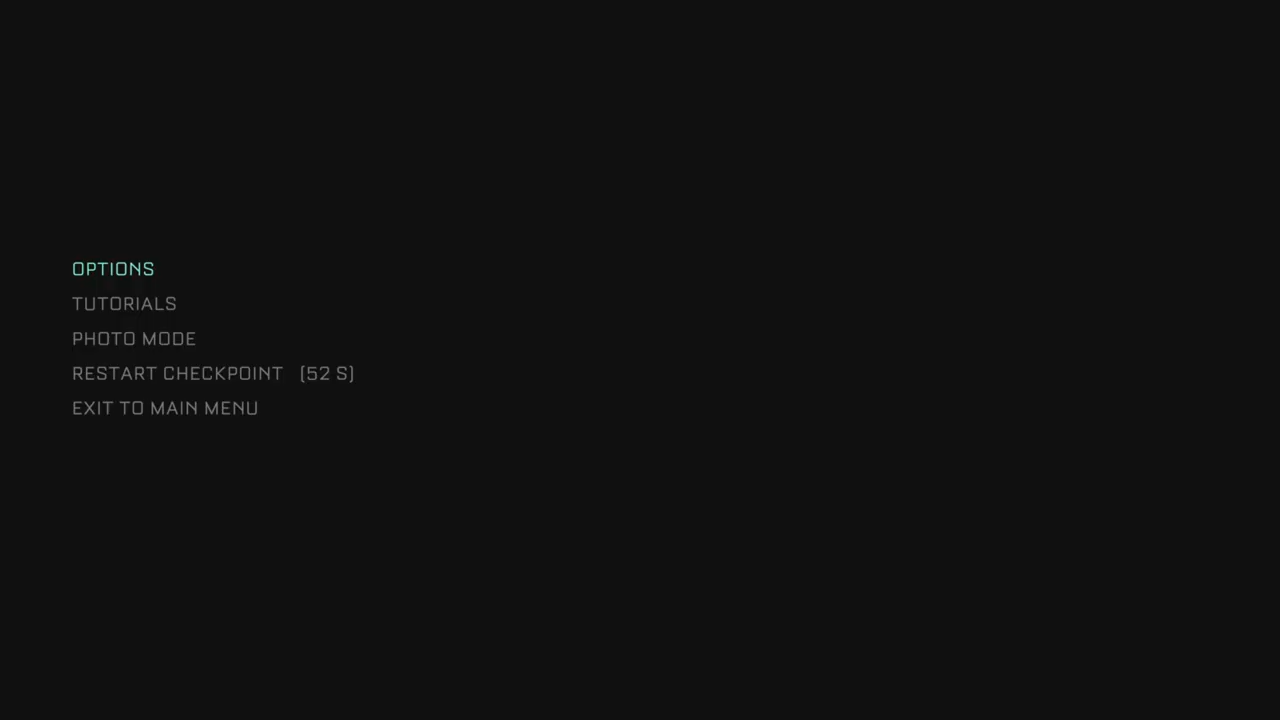 OPTIONS
TUTORIALS
PHOTO MODE
RESTART CHECKPOINT (52 S)
EXIT TO MAIN MENU